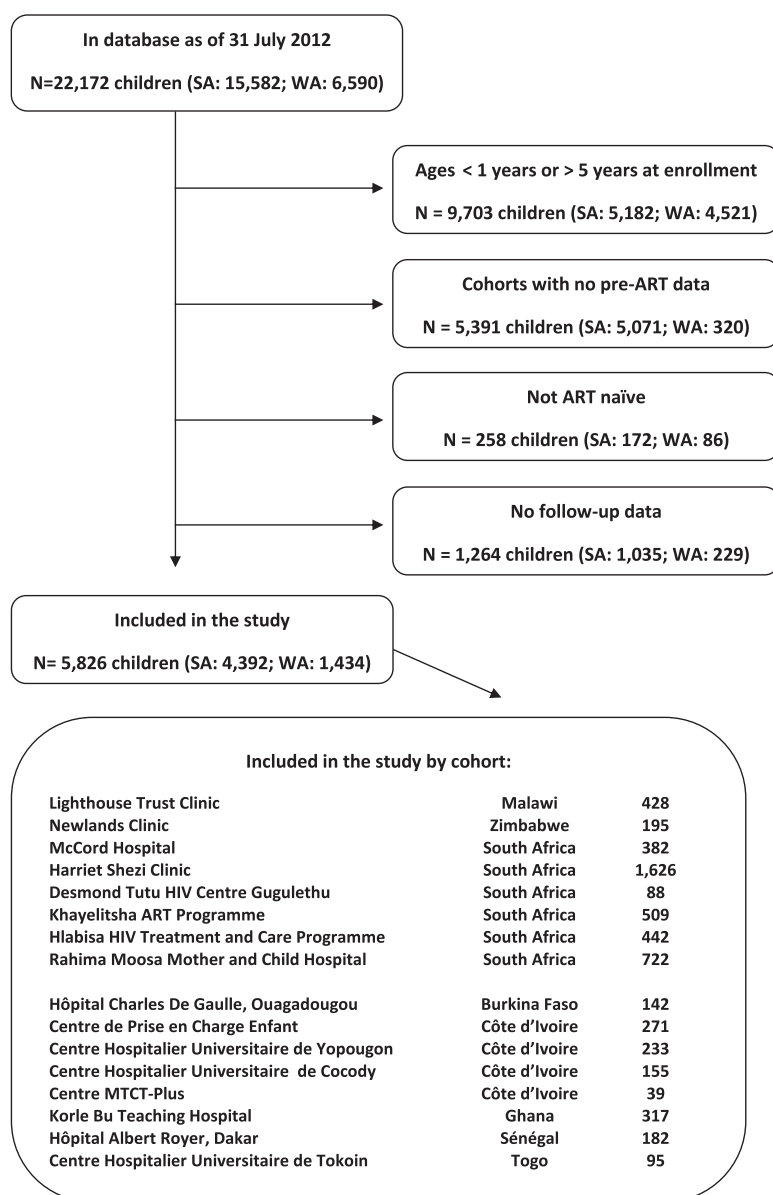 In database as of 31 July 2012
N=22,172 children (SA: 15,582; WA: 6,590)
Ages < 1 years or > 5 years at enrollment
N = 9,703 children (SA: 5,182; WA: 4,521)
Cohorts with no pre-ART data
N = 5,391 children (SA: 5,071; WA: 320)
Not ART naïve
N = 258 children (SA: 172; WA: 86)
No follow-up data
N = 1,264 children (SA: 1,035; WA: 229)
Included in the study
N= 5,826 children (SA: 4,392; WA: 1,434)
Included in the study by cohort:
Lighthouse Trust Clinic Malawi 428
Newlands Clinic Zimbabwe 195
McCord Hospital South Africa 382
Harriet Shezi Clinic South Africa 1,626
Desmond Tutu HIV Centre Gugulethu South Africa 88
Khayelitsha ART Programme South Africa 509
Hlabisa HIV Treatment and Care Programme South Africa 442
Rahima Moosa Mother and Child Hospital South Africa 722
Hôpital Charles De Gaulle, Ouagadougou Burkina Faso 142
Centre de Prise en Charge Enfant Côte d’Ivoire 271
Centre Hospitalier Universitaire de Yopougon Côte d’Ivoire 233
Centre Hospitalier Universitaire de Cocody Côte d’Ivoire 155
Centre MTCT-Plus Côte d’Ivoire 39
Korle Bu Teaching Hospital Ghana 317
Hôpital Albert Royer, Dakar Sénégal 182
Centre Hospitalier Universitaire de Tokoin Togo 95